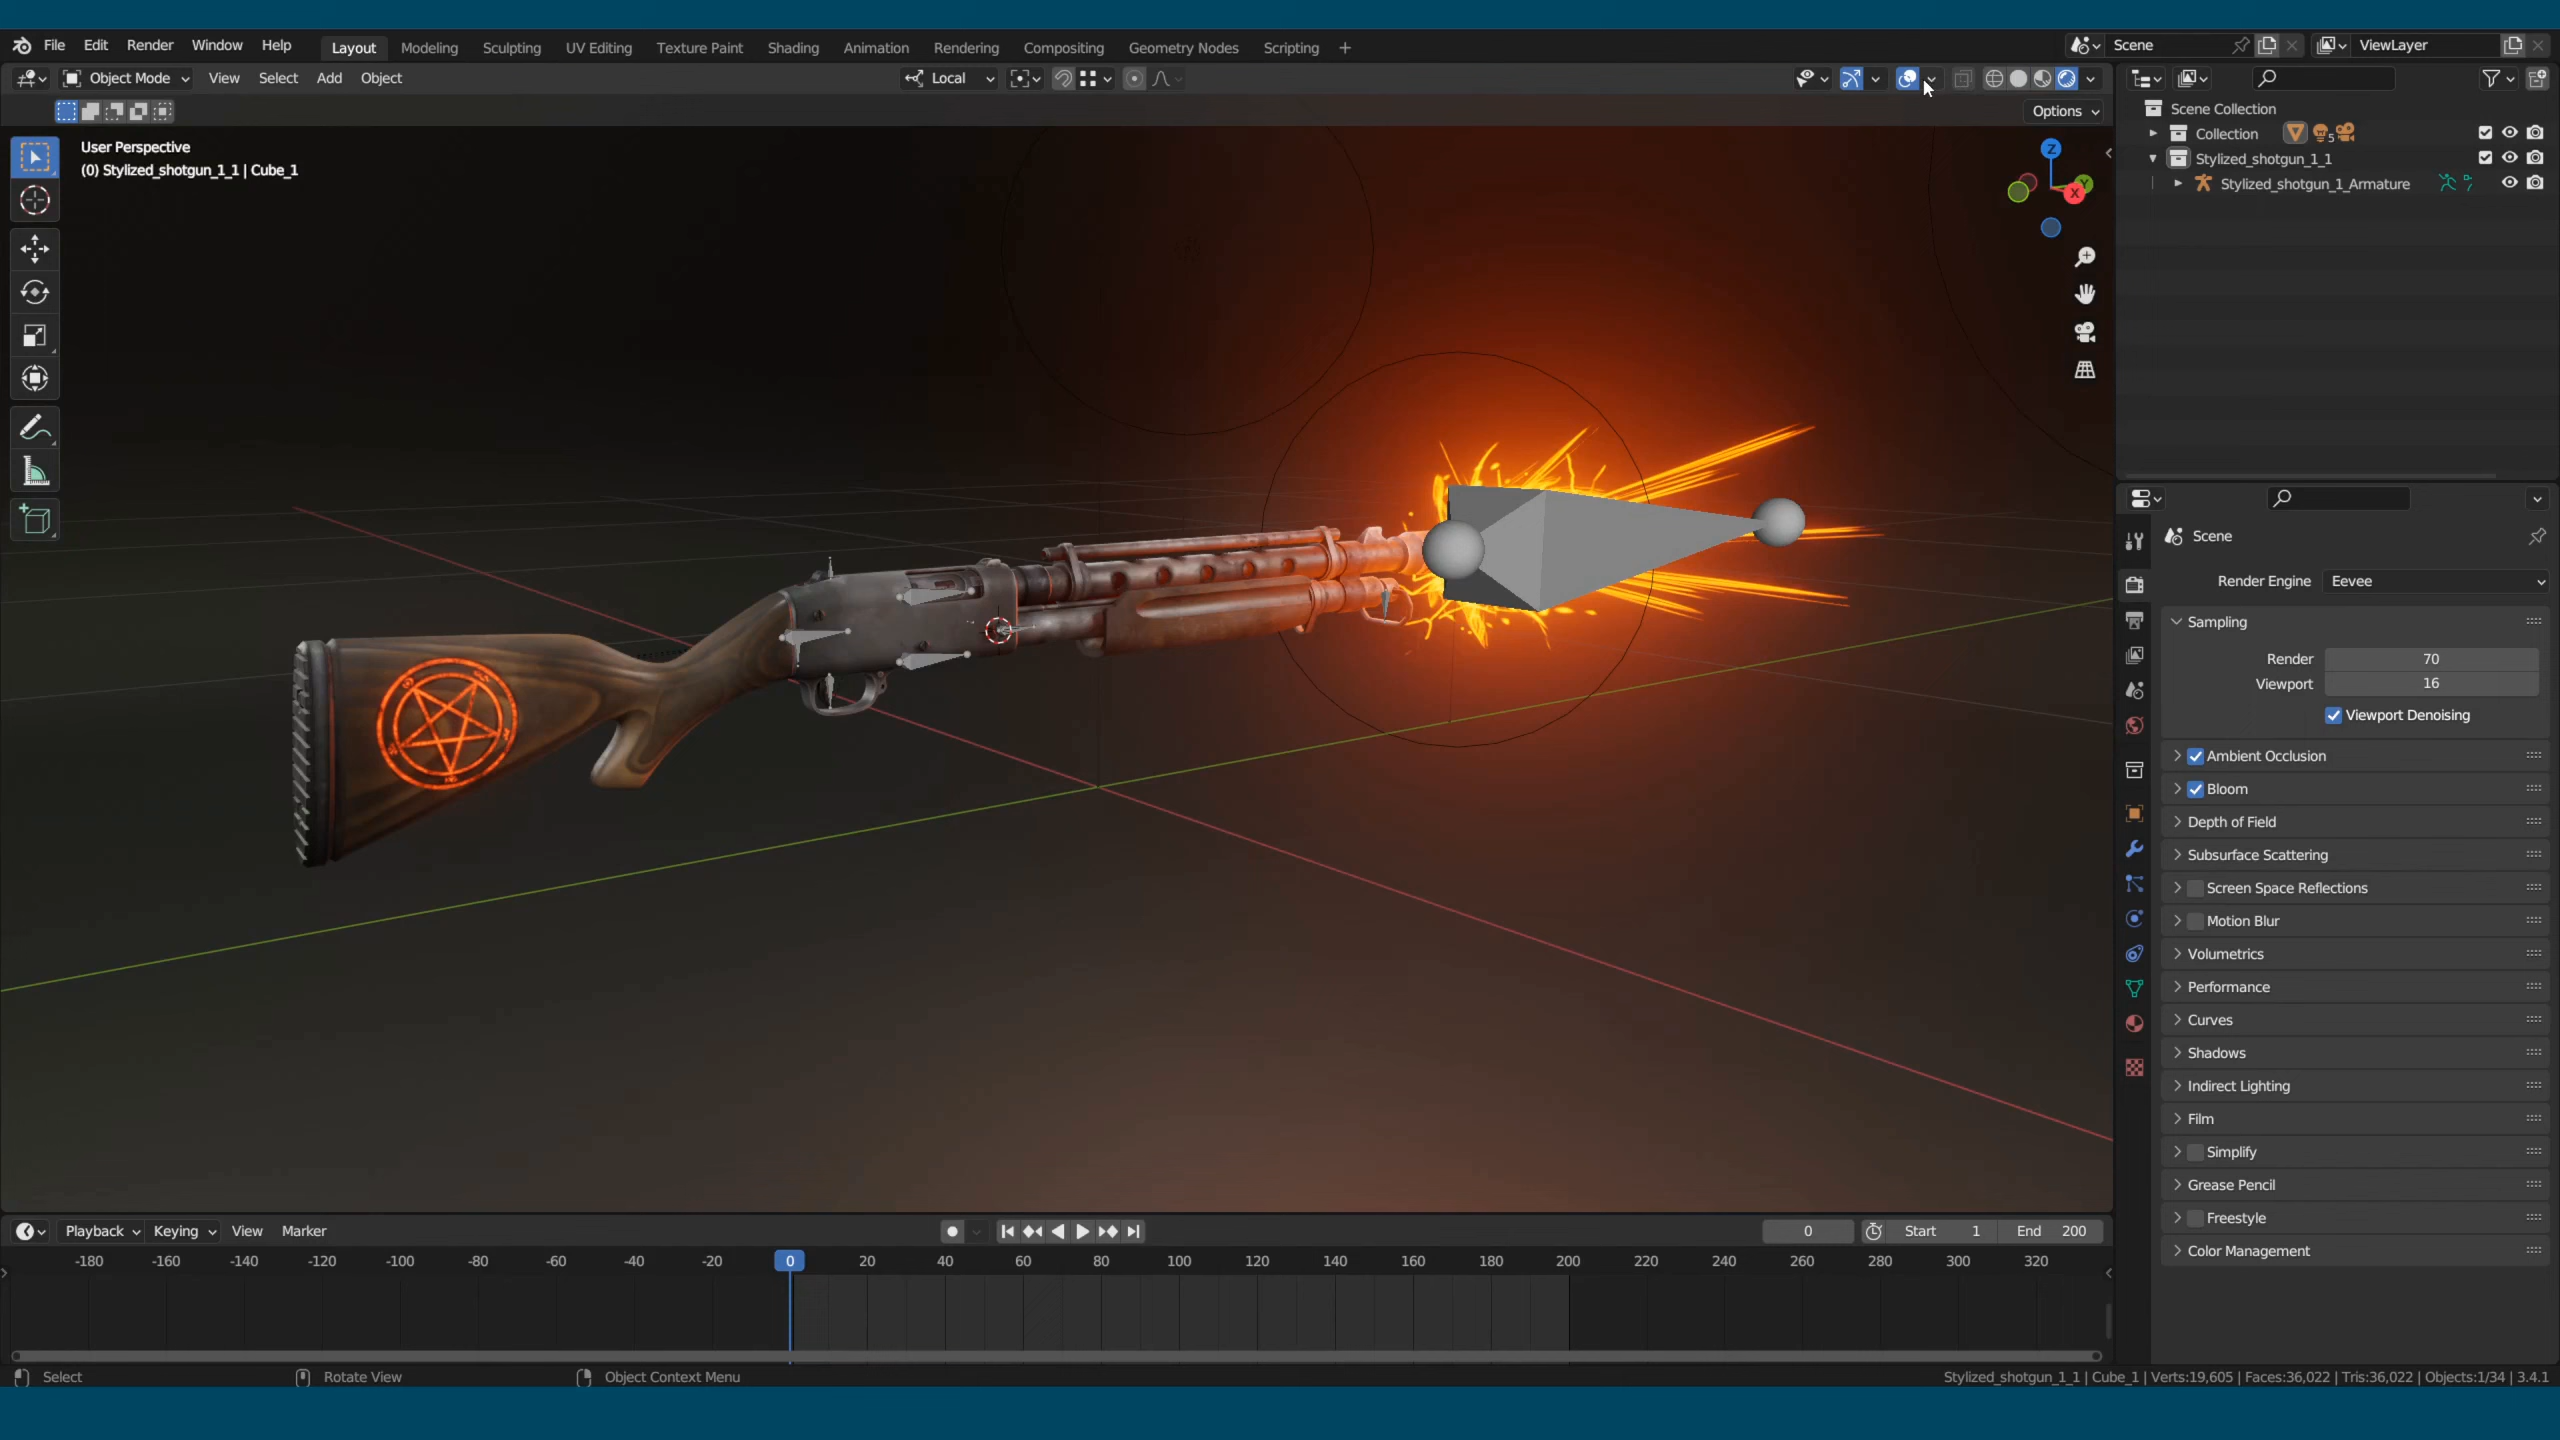 File Edit Render Window Help Layout Modeling Sculpting UV Editing Texture Paint Shading Animation Rendering Compositing Geometry Nodes Scripting + Scene ViewLayer
Object Mode View Select Add Object Local
Options
User Perspective
(0) Stylized_shotgun_1_1 | Cube_1
Z
Y
X
Scene Collection
Collection 5
Stylized_shotgun_1_1
Stylized_shotgun_1_Armature
Scene
Render Engine Eevee
Sampling
Render 70
Viewport 16
Viewport Denoising
Ambient Occlusion
Bloom
Depth of Field
Subsurface Scattering
Screen Space Reflections
Motion Blur
Volumetrics
Performance
Curves
Shadows
Indirect Lighting
Film
Simplify
Grease Pencil
Freestyle
Color Management
Playback Keying View Marker 0 Start 1 End 200
-180 -160 -140 -120 -100 -80 -60 -40 -20 0 20 40 60 80 100 120 140 160 180 200 220 240 260 280 300 320
Select Rotate View Object Context Menu Stylized_shotgun_1_1 | Cube_1 | Verts:19,605 | Faces:36,022 | Tris:36,022 | Objects:1/34 | 3.4.1